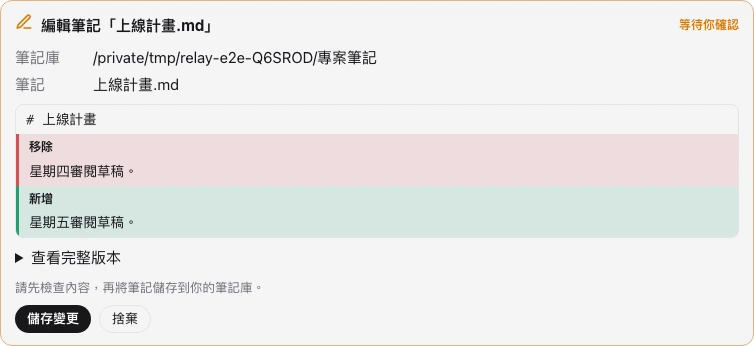 編輯筆記「上線計畫.md」 等待你確認
筆記庫 /private/tmp/relay-e2e-Q6SROD/專案筆記
筆記 上線計畫.md
# 上線計畫
移除
星期四審閱草稿。
新增
星期五審閱草稿。
▶ 查看完整版本
請先檢查內容，再將筆記儲存到你的筆記庫。
儲存變更 捨棄